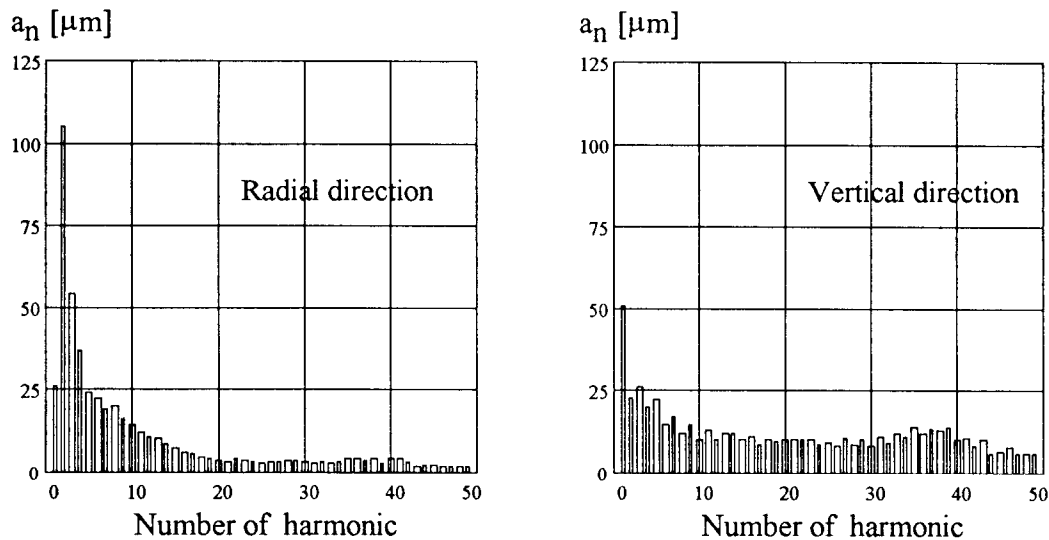 a_n [μm]
125
100
75
50
25
0
Radial direction
0 10 20 30 40 50
Number of harmonic
a_n [μm]
125
100
75
50
25
0
Vertical direction
0 10 20 30 40 50
Number of harmonic